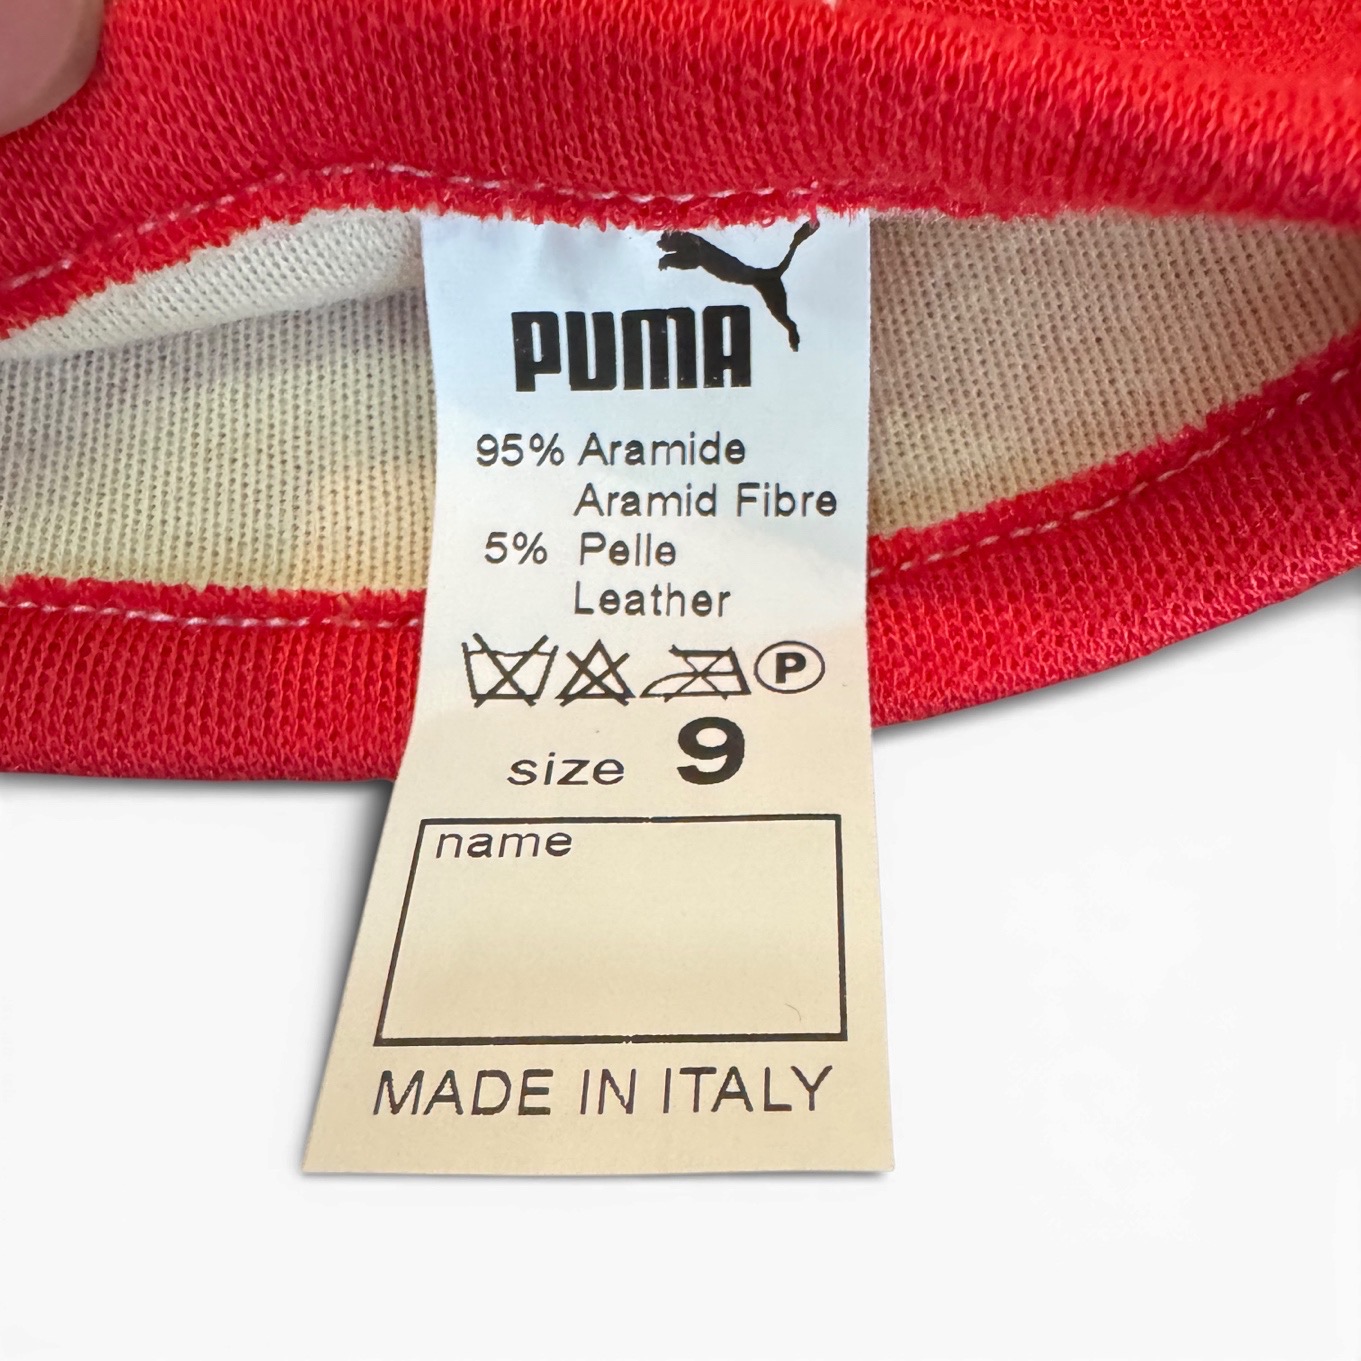 PUMA
95% Aramide
Aramid Fibre
5% Pelle
Leather
P
size 9
name
MADE IN ITALY